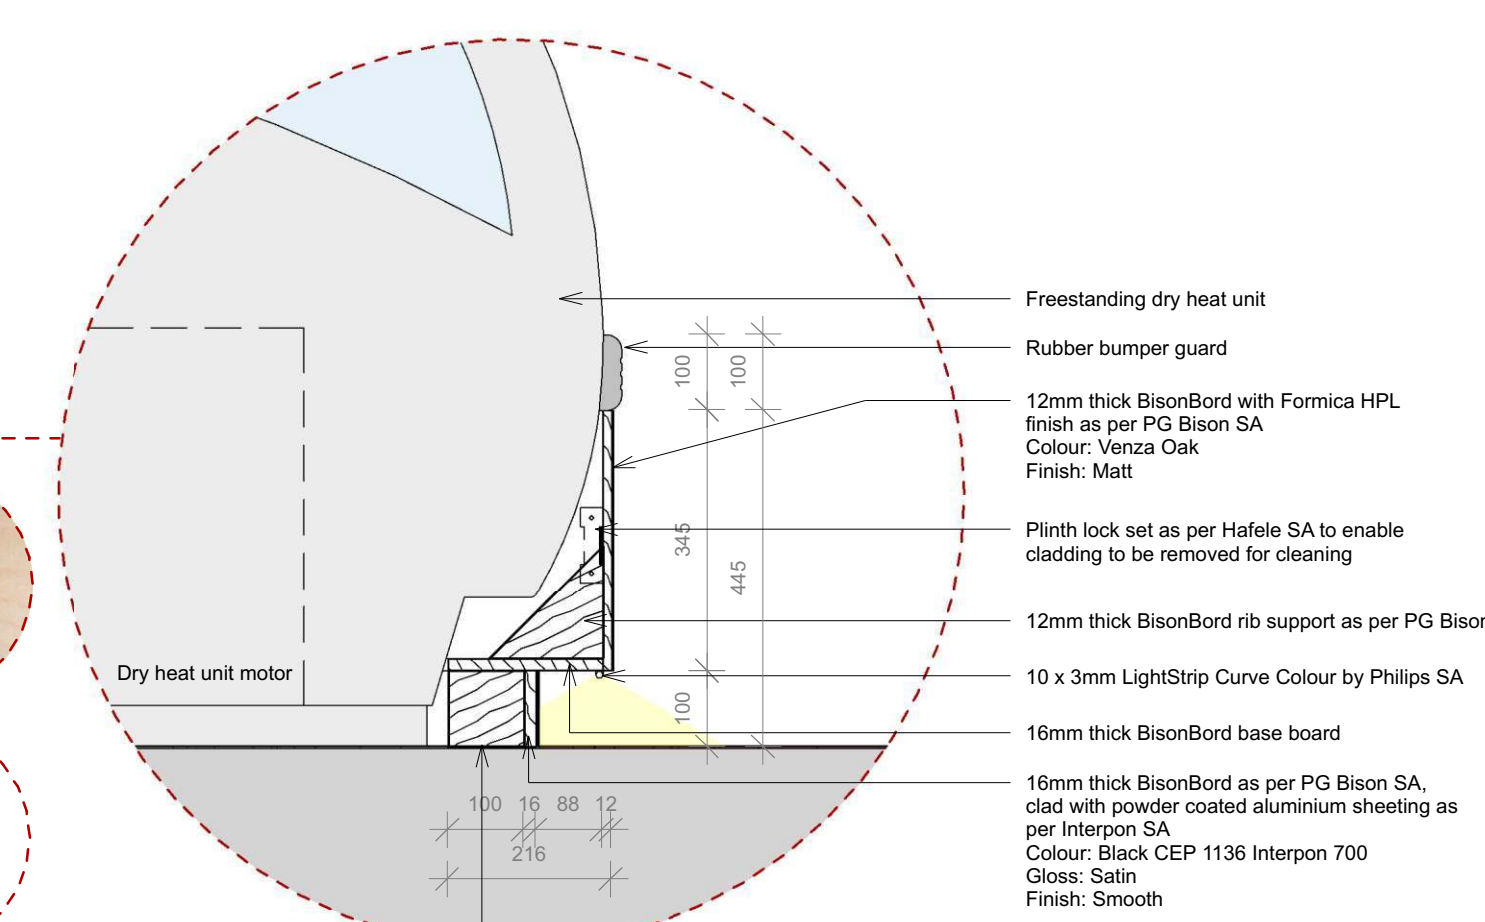 Freestanding dry heat unit
Rubber bumper guard
100
100
12mm thick BisonBord with Formica HPL
finish as per PG Bison SA
Colour: Venza Oak
Finish: Matt
345
445
Plinth lock set as per Hafele SA to enable
cladding to be removed for cleaning
12mm thick BisonBord rib support as per PG Bison
Dry heat unit motor
10 x 3mm LightStrip Curve Colour by Philips SA
100
16mm thick BisonBord base board
16mm thick BisonBord as per PG Bison SA,
clad with powder coated aluminium sheeting as
per Interpon SA
Colour: Black CEP 1136 Interpon 700
Gloss: Satin
Finish: Smooth
100 16 88 12
216